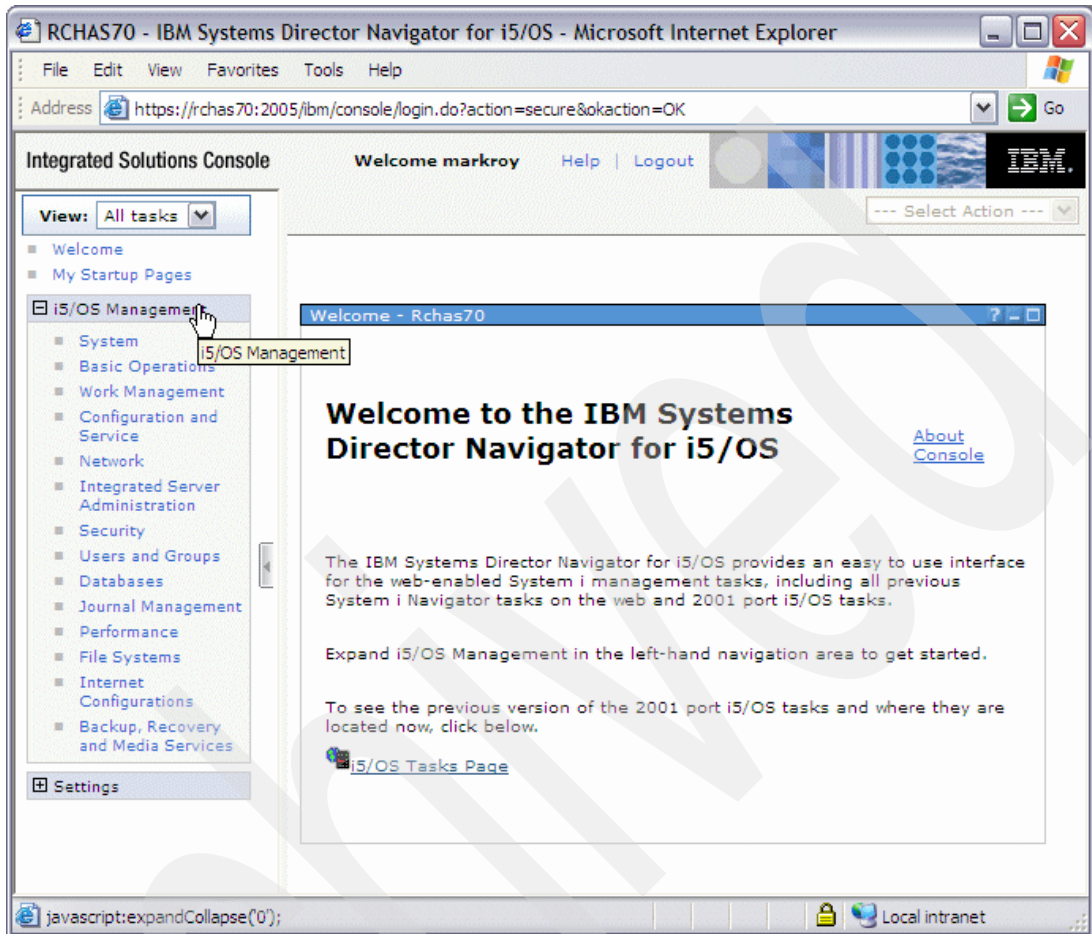 RCHAS70 - IBM Systems Director Navigator for i5/OS - Microsoft Internet Explorer
File Edit View Favorites Tools Help
Address https://rchas70:2005/ibm/console/login.do?action=secure&okaction=OK Go
Integrated Solutions Console Welcome markroy Help | Logout IBM.
View: All tasks --- Select Action ---
Welcome
My Startup Pages
i5/OS Management
System
i5/OS Management
Basic Operations
Work Management
Configuration and
Service
Network
Integrated Server
Administration
Security
Users and Groups
Databases
Journal Management
Performance
File Systems
Internet
Configurations
Backup, Recovery
and Media Services
Settings
Welcome - Rchas70
Welcome to the IBM Systems
Director Navigator for i5/OS
About
Console
The IBM Systems Director Navigator for i5/OS provides an easy to use interface
for the web-enabled System i management tasks, including all previous
System i Navigator tasks on the web and 2001 port i5/OS tasks.
Expand i5/OS Management in the left-hand navigation area to get started.
To see the previous version of the 2001 port i5/OS tasks and where they are
located now, click below.
i5/OS Tasks Page
javascript:expandCollapse('0'); Local intranet